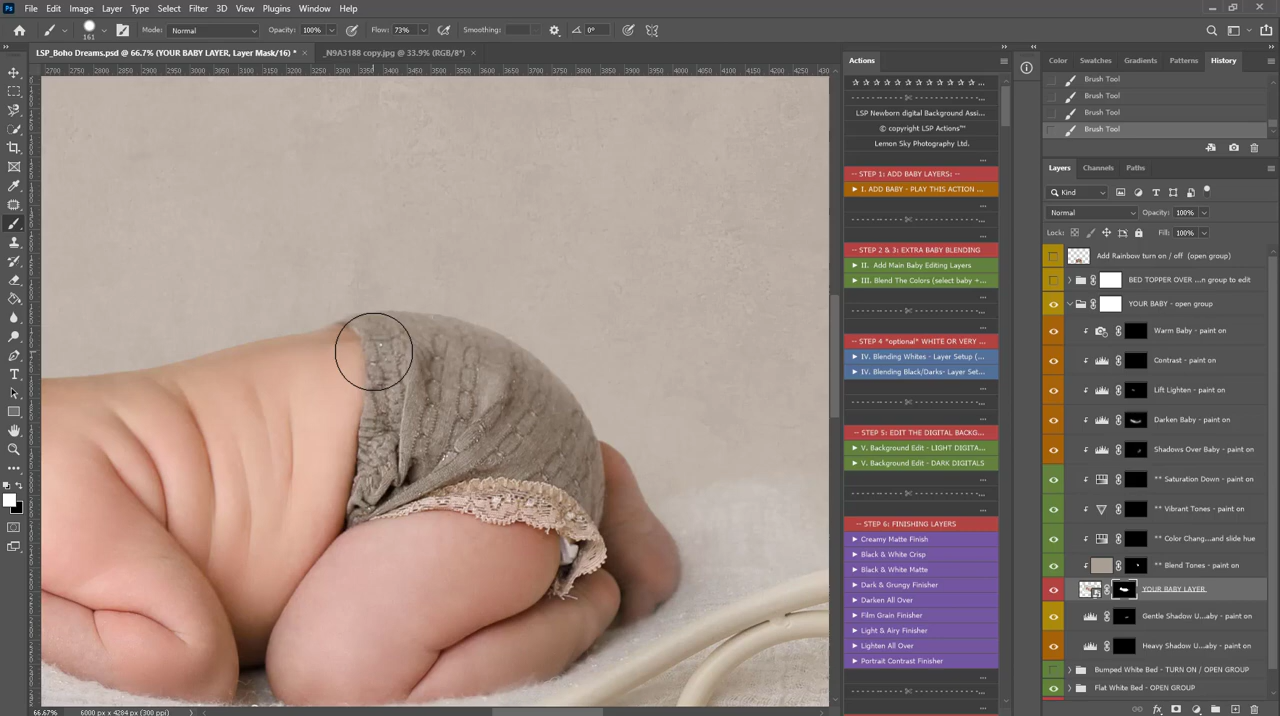 File Edit Image Layer Type Select Filter 3D View Plugins Window Help
161 Mode: Normal Opacity: 100% Flow: 73% Smoothing: 0°
LSP_Boho Dreams.psd @ 66.7% (YOUR BABY LAYER, Layer Mask/16) * × _N9A3188 copy.jpg @ 33.9% (RGB/8*) ×
Actions
LSP Newborn digital Background Assi...
© copyright LSP Actions™
Lemon Sky Photography Ltd.
...
-- STEP 1: ADD BABY LAYERS: --
I. ADD BABY - PLAY THIS ACTION ...
...
...
STEP 2 & 3: EXTRA BABY BLENDING
II. Add Main Baby Editing Layers
III. Blend The Colors (select baby +...
...
...
STEP 4 *optional* WHITE OR VERY ...
IV. Blending Whites - Layer Setup (...
IV. Blending Black/Darks- Layer Set...
...
...
-- STEP 5: EDIT THE DIGITAL BACKG...
V. Background Edit - LIGHT DIGITA...
V. Background Edit - DARK DIGITALS
...
...
-- STEP 6: FINISHING LAYERS
Creamy Matte Finish
Black & White Crisp
Black & White Matte
Dark & Grungy Finisher
Darken All Over
Film Grain Finisher
Light & Airy Finisher
Lighten All Over
Portrait Contrast Finisher
...
Color Swatches Gradients Patterns History
Brush Tool
Brush Tool
Brush Tool
Brush Tool
Layers Channels Paths
Kind
Normal Opacity: 100%
Lock: Fill: 100%
Add Rainbow turn on / off (open group)
BED TOPPER OVER ...n group to edit
YOUR BABY - open group
Warm Baby - paint on
Contrast - paint on
Lift Lighten - paint on
Darken Baby - paint on
Shadows Over Baby - paint on
** Saturation Down - paint on
** Vibrant Tones - paint on
** Color Chang...and slide hue
** Blend Tones - paint on
YOUR BABY LAYER
Gentle Shadow U...aby - paint on
Heavy Shadow U...aby - paint on
Bumped White Bed - TURN ON / OPEN GROUP
Flat White Bed - OPEN GROUP
66.67% 6000 px x 4284 px (300 ppi)